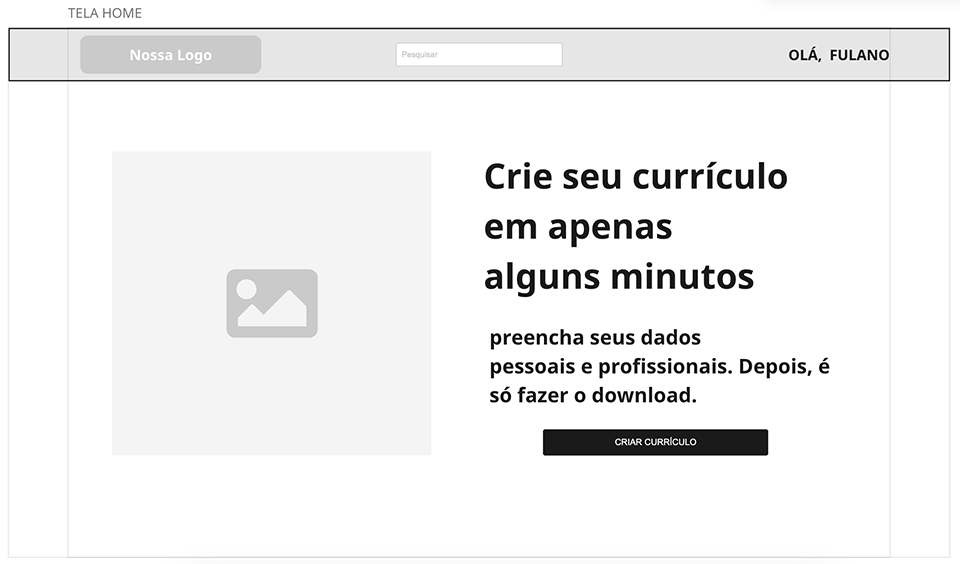 TELA HOME
Nossa Logo
Pesquisar
OLÁ, FULANO
Crie seu currículo
em apenas
alguns minutos
preencha seus dados
pessoais e profissionais. Depois, é
só fazer o download.
CRIAR CURRÍCULO